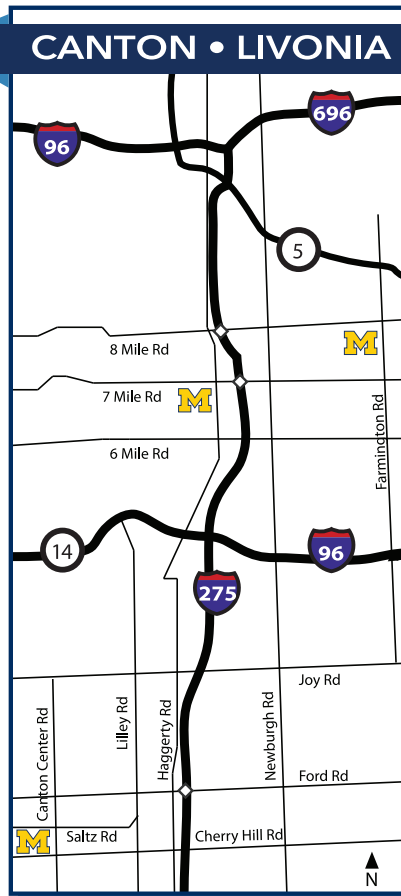 CANTON • LIVONIA
696
96
5
8 Mile Rd
M
7 Mile Rd
M
Farmington Rd
6 Mile Rd
14
96
275
Joy Rd
Canton Center Rd
Lilley Rd
Haggerty Rd
Newburgh Rd
Ford Rd
M
Saltz Rd
Cherry Hill Rd
N